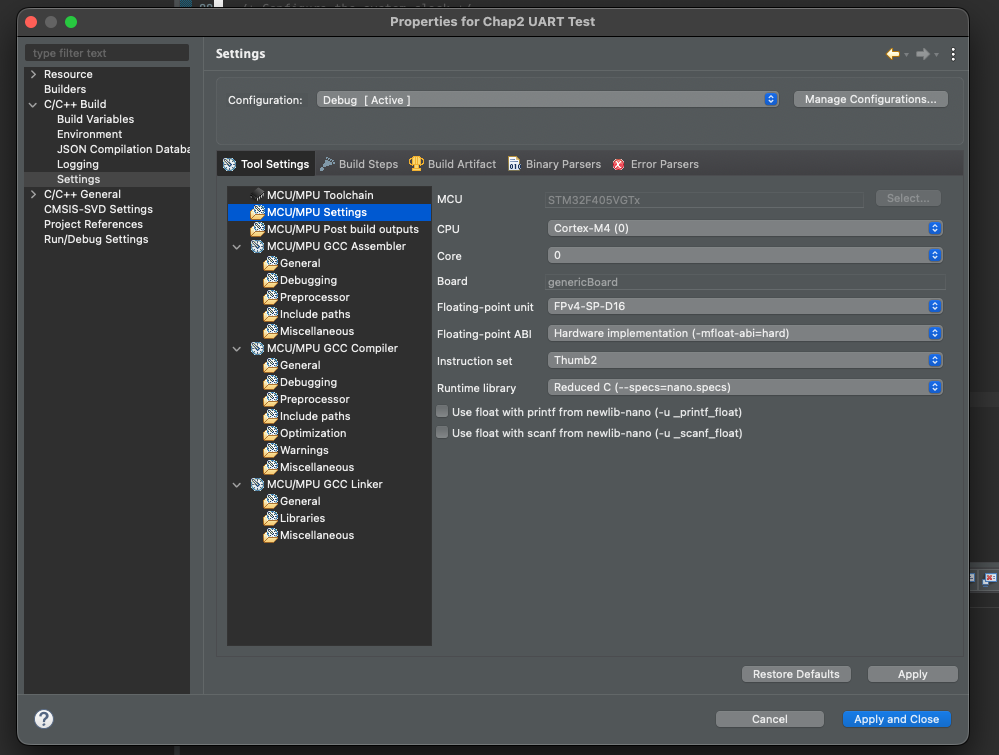 Properties for Chap2 UART Test
type filter text
Resource
Builders
C/C++ Build
Build Variables
Environment
JSON Compilation Databa
Logging
Settings
C/C++ General
CMSIS-SVD Settings
Project References
Run/Debug Settings
Settings
Configuration:
Debug [ Active ]
Manage Configurations...
Tool Settings
Build Steps
Build Artifact
Binary Parsers
Error Parsers
MCU/MPU Toolchain
MCU/MPU Settings
MCU/MPU Post build outputs
MCU/MPU GCC Assembler
General
Debugging
Preprocessor
Include paths
Miscellaneous
MCU/MPU GCC Compiler
General
Debugging
Preprocessor
Include paths
Optimization
Warnings
Miscellaneous
MCU/MPU GCC Linker
General
Libraries
Miscellaneous
MCU
STM32F405VGTx
Select...
CPU
Cortex-M4 (0)
Core
0
Board
genericBoard
Floating-point unit
FPv4-SP-D16
Floating-point ABI
Hardware implementation (-mfloat-abi=hard)
Instruction set
Thumb2
Runtime library
Reduced C (--specs=nano.specs)
Use float with printf from newlib-nano (-u _printf_float)
Use float with scanf from newlib-nano (-u _scanf_float)
Restore Defaults
Apply
?
Cancel
Apply and Close